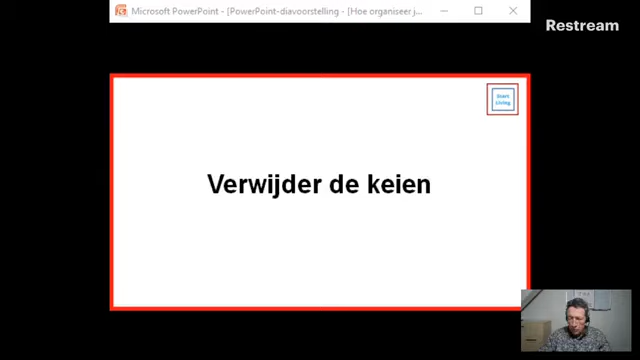 Microsoft PowerPoint - [PowerPoint-diavoorstelling - [Hoe organiseer j...
Restream
Start
Living
Verwijder de keien